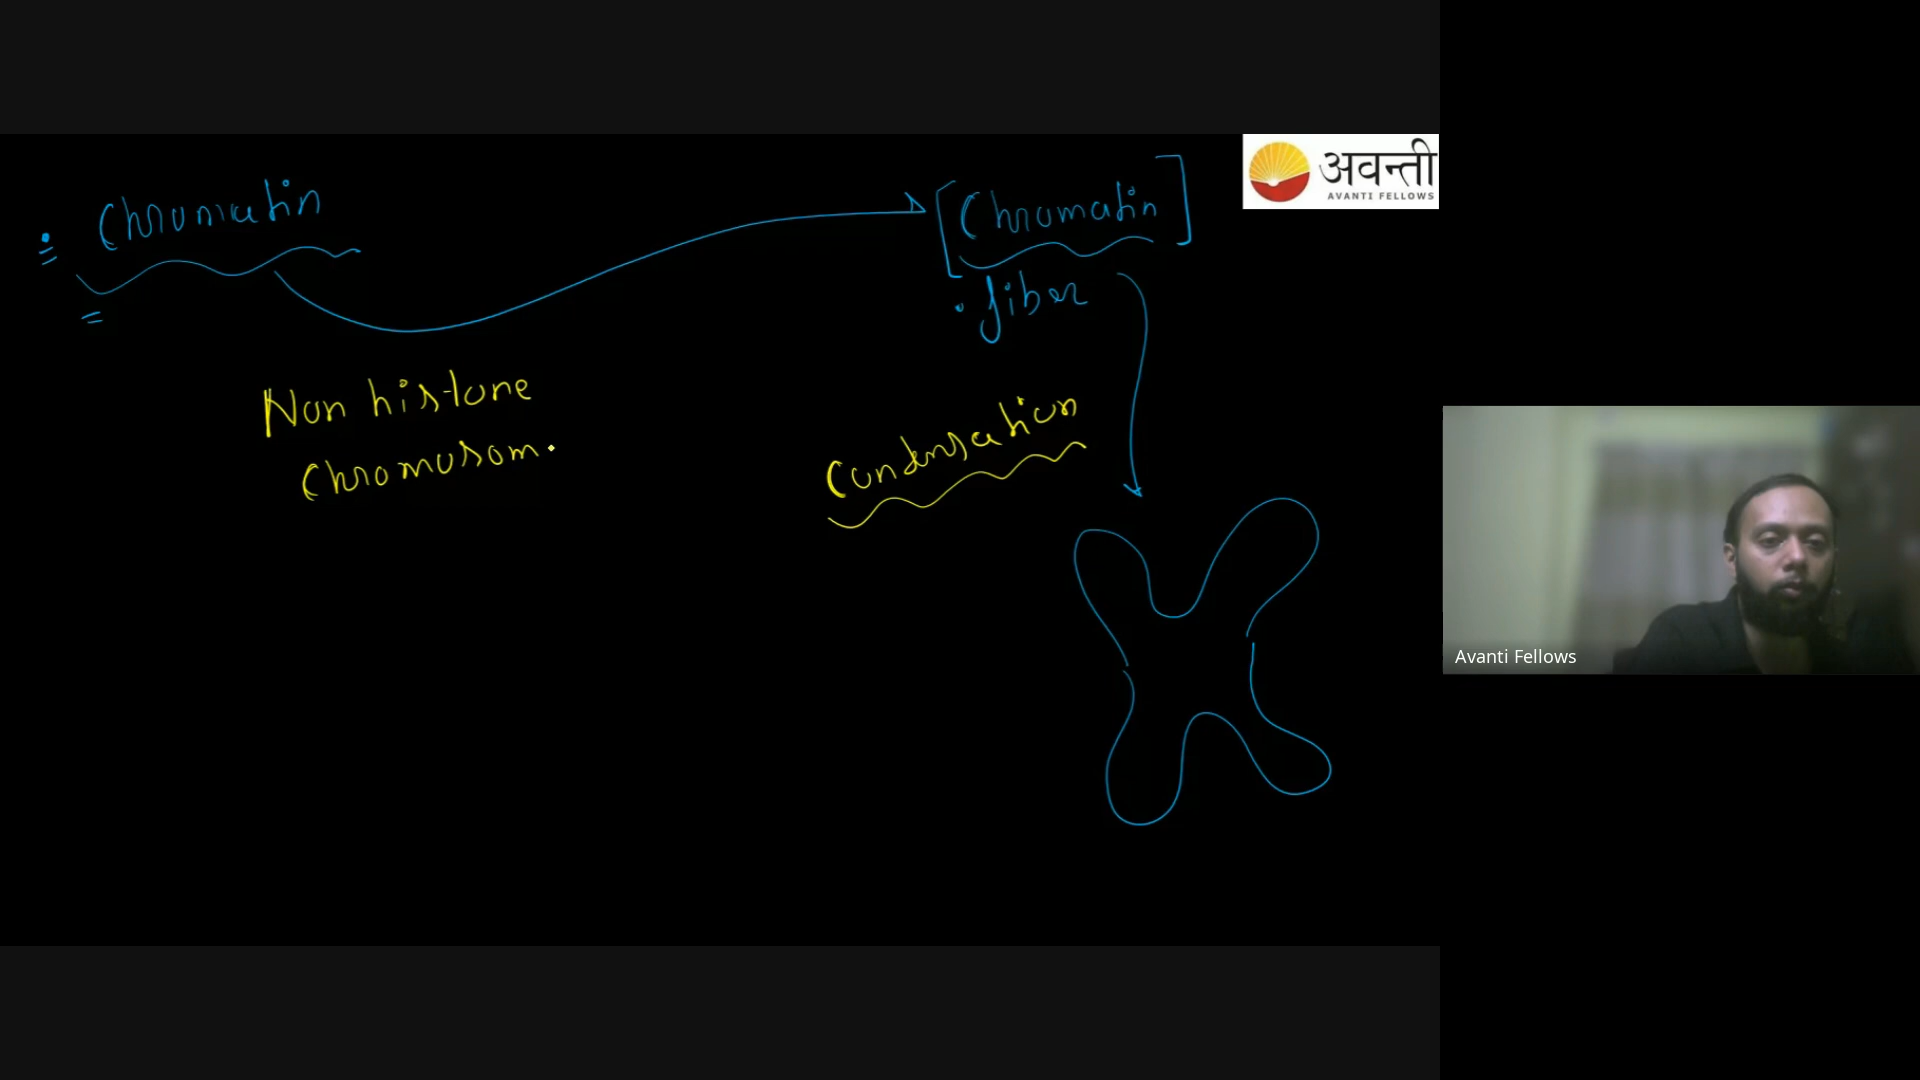 Chromatin
[Chromatin]
fiber
Non histone
Chromosom
Condensation
अवन्ती
AVANTI FELLOWS
Avanti Fellows